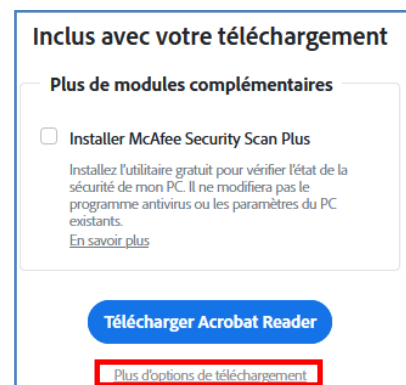 Inclus avec votre téléchargement
Plus de modules complémentaires
Installer McAfee Security Scan Plus
Installez l'utilitaire gratuit pour vérifier l'état de la
sécurité de mon PC. Il ne modifiera pas le
programme antivirus ou les paramètres du PC
existants.
En savoir plus
Télécharger Acrobat Reader
Plus d'options de téléchargement